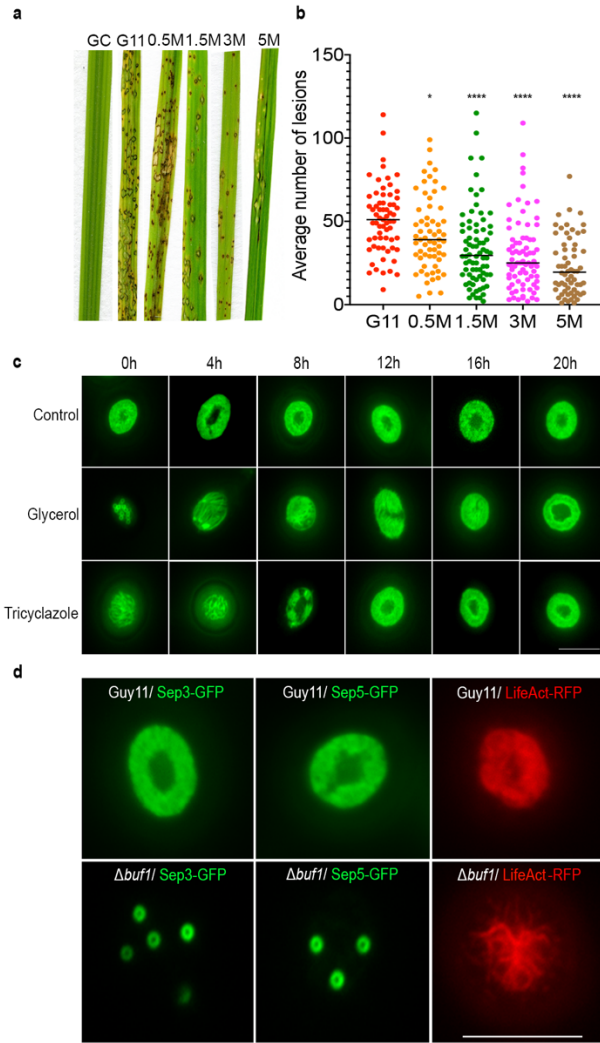 a
GC G11 0.5M 1.5M 3M 5M
b
Average number of lesions
150
100
50
0
* **** **** ****
G11 0.5M 1.5M 3M 5M
c
0h 4h 8h 12h 16h 20h
Control
Glycerol
Tricyclazole
d
Guy11/ Sep3-GFP Guy11/ Sep5-GFP Guy11/ LifeAct-RFP
Δbuf1/ Sep3-GFP Δbuf1/ Sep5-GFP Δbuf1/ LifeAct-RFP